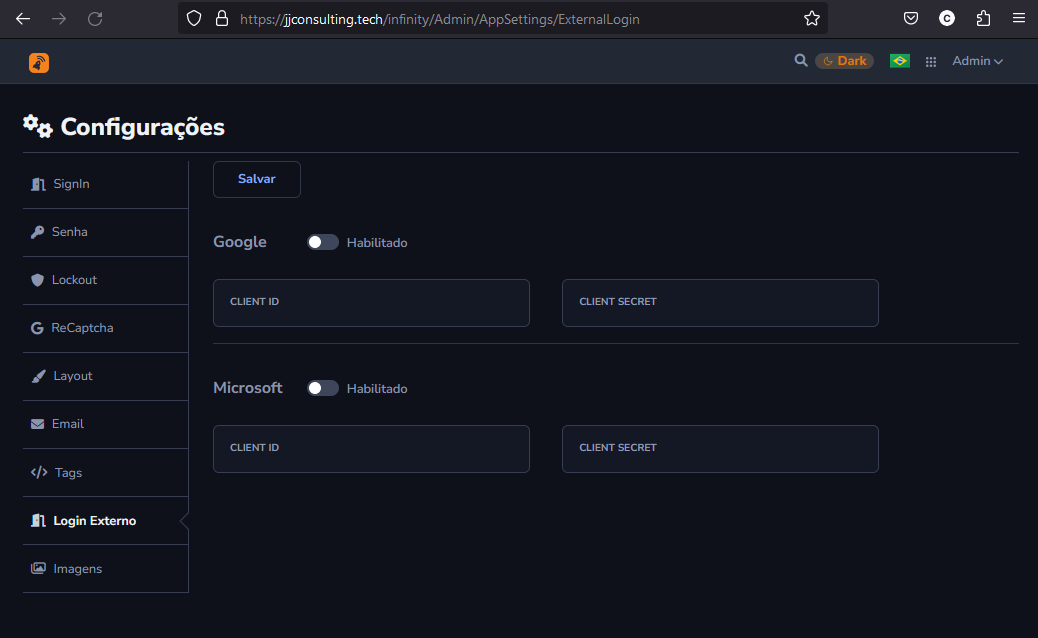 https://jjconsulting.tech/infinity/Admin/AppSettings/ExternalLogin
C
Dark
Admin
Configurações
SignIn
Senha
Lockout
ReCaptcha
Layout
Email
Tags
Login Externo
Imagens
Salvar
Google Habilitado
CLIENT ID CLIENT SECRET
Microsoft Habilitado
CLIENT ID CLIENT SECRET